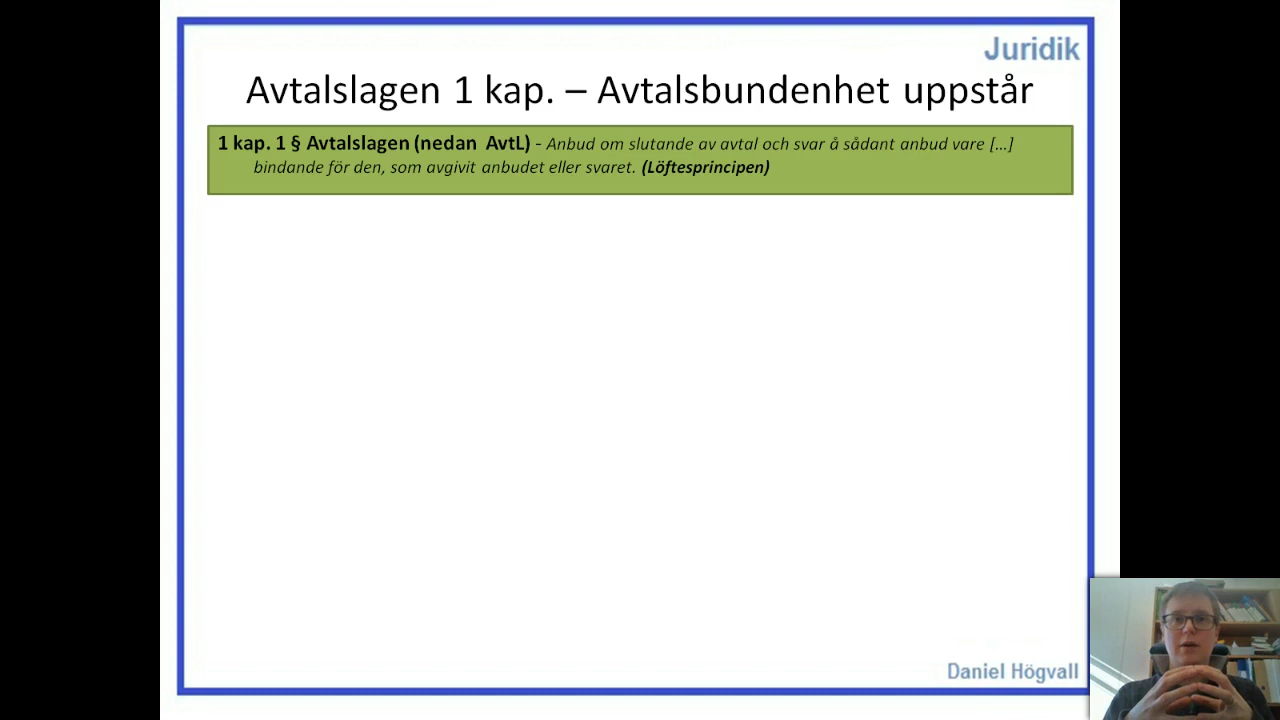 Juridik
Avtalslagen 1 kap. – Avtalsbundenhet uppstår
1 kap. 1 § Avtalslagen (nedan AvtL) - Anbud om slutande av avtal och svar å sådant anbud vare [...]
bindande för den, som avgivit anbudet eller svaret. (Löftesprincipen)
Daniel Högvall